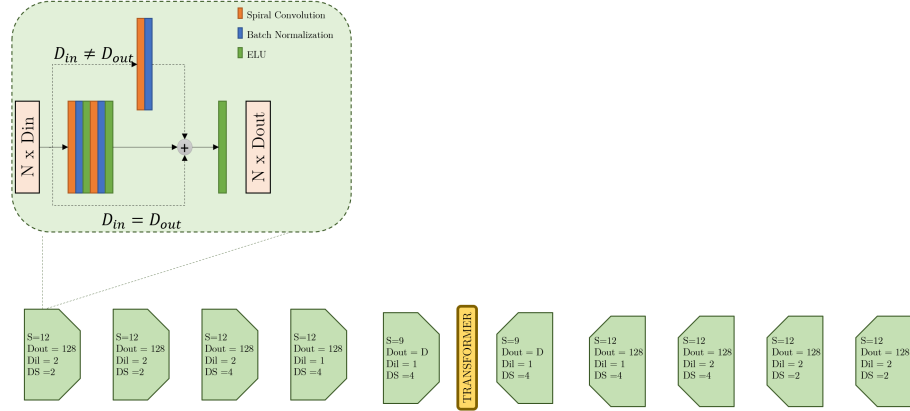 Spiral Convolution
Batch Normalization
ELU
D_in ≠ D_out
N x Din
+
N x Dout
D_in = D_out
S=12
Dout = 128
Dil = 2
DS =2
S=12
Dout = 128
Dil = 2
DS =2
S=12
Dout = 128
Dil = 2
DS =4
S=12
Dout = 128
Dil = 1
DS =4
S=9
Dout = D
Dil = 1
DS =4
TRANSFORMER
S=9
Dout = D
Dil = 1
DS =4
S=12
Dout = 128
Dil = 1
DS =4
S=12
Dout = 128
Dil = 2
DS =4
S=12
Dout = 128
Dil = 2
DS =2
S=12
Dout = 128
Dil = 2
DS =2